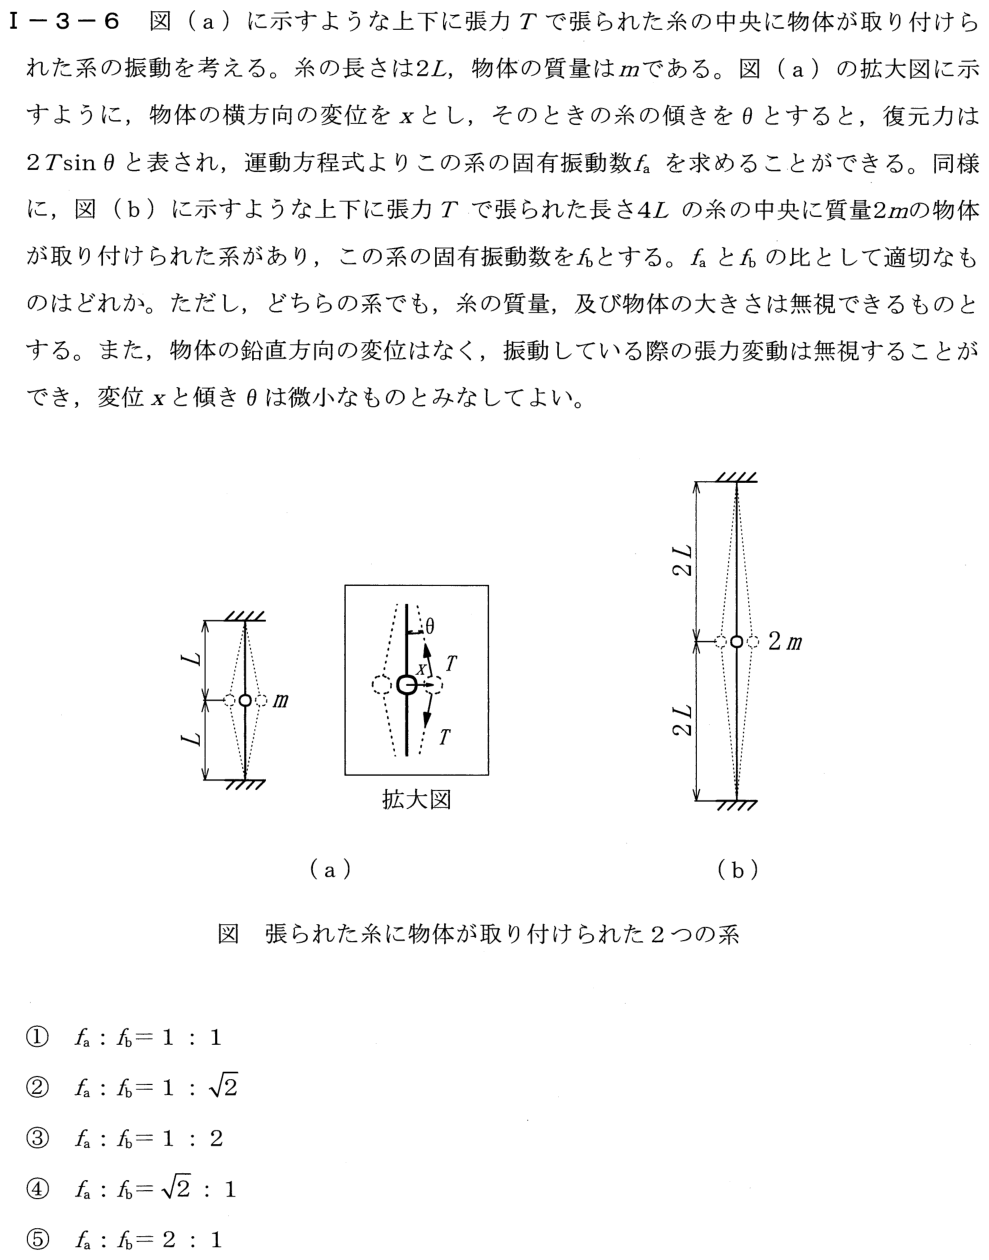 Ⅰ－３－６　図（ａ）に示すような上下に張力 T で張られた糸の中央に物体が取り付けら
れた系の振動を考える。糸の長さは2L，物体の質量はmである。図（ａ）の拡大図に示
すように，物体の横方向の変位を x とし，そのときの糸の傾きを θ とすると，復元力は
2Tsin θ と表され，運動方程式よりこの系の固有振動数fa を求めることができる。同様
に，図（ｂ）に示すような上下に張力 T で張られた長さ4L の糸の中央に質量2mの物体
が取り付けられた系があり，この系の固有振動数をfbとする。fa とfb の比として適切なも
のはどれか。ただし，どちらの系でも，糸の質量，及び物体の大きさは無視できるものと
する。また，物体の鉛直方向の変位はなく，振動している際の張力変動は無視することが
でき，変位 x と傾き θ は微小なものとみなしてよい。
L
L
m
θ
x
T
T
拡大図
2L
2L
2m
（ａ）
（ｂ）
図　張られた糸に物体が取り付けられた２つの系
①　fa：fb＝１：１
②　fa：fb＝１：√2
③　fa：fb＝１：２
④　fa：fb＝√2：１
⑤　fa：fb＝２：１